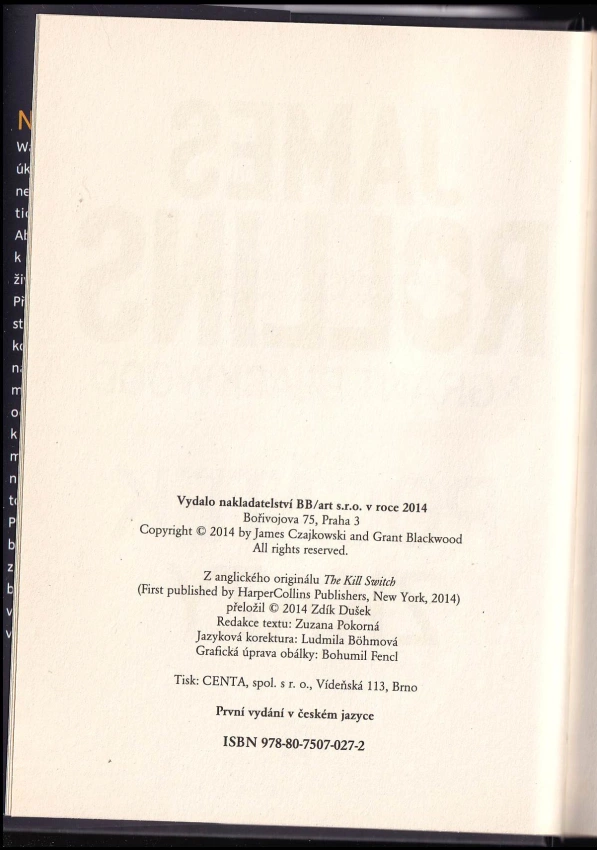 Vydalo nakladatelství BB/art s.r.o. v roce 2014
Bořivojova 75, Praha 3
Copyright © 2014 by James Czajkowski and Grant Blackwood
All rights reserved.
Z anglického originálu The Kill Switch
(First published by HarperCollins Publishers, New York, 2014)
přeložil © 2014 Zdík Dušek
Redakce textu: Zuzana Pokorná
Jazyková korektura: Ludmila Böhmová
Grafická úprava obálky: Bohumil Fencl
Tisk: CENTA, spol. s r. o., Vídeňská 113, Brno
První vydání v českém jazyce
ISBN 978-80-7507-027-2